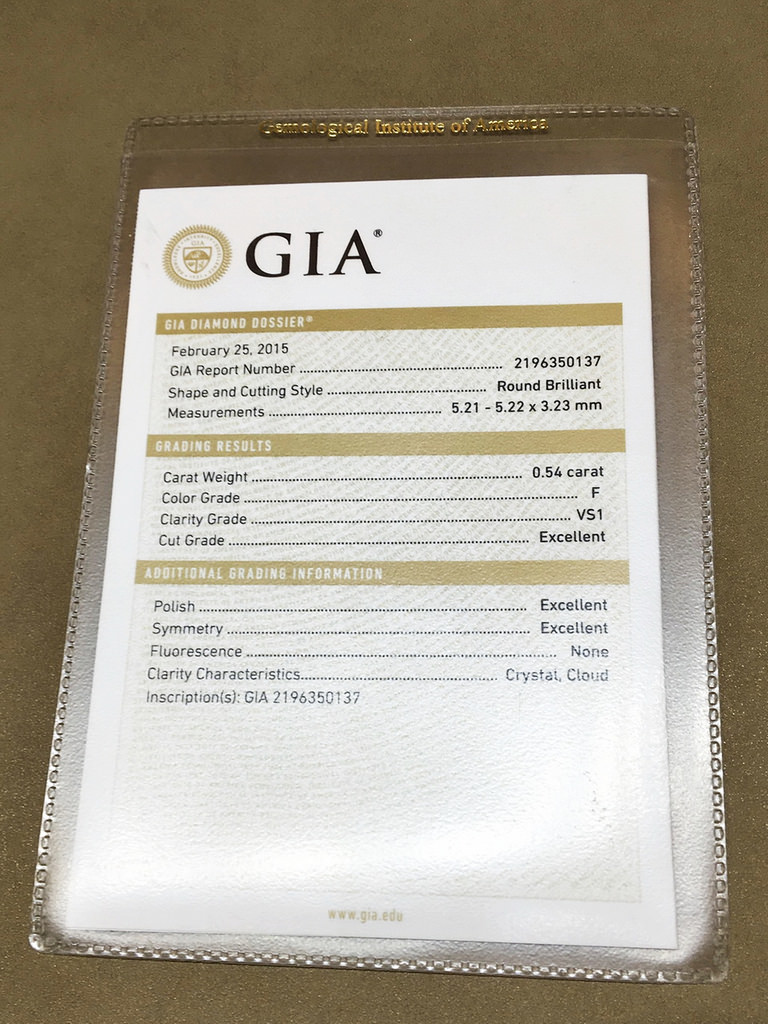 Gemological Institute of America
GIA
GIA®
GIA DIAMOND DOSSIER®
February 25, 2015
GIA Report Number ........................................ 2196350137
Shape and Cutting Style ................................ Round Brilliant
Measurements ................................ 5.21 - 5.22 x 3.23 mm
GRADING RESULTS
Carat Weight ........................................ 0.54 carat
Color Grade ........................................ F
Clarity Grade ........................................ VS1
Cut Grade ........................................ Excellent
ADDITIONAL GRADING INFORMATION
Polish ........................................ Excellent
Symmetry ........................................ Excellent
Fluorescence ........................................ None
Clarity Characteristics........................................ Crystal, Cloud
Inscription(s): GIA 2196350137
www.gia.edu